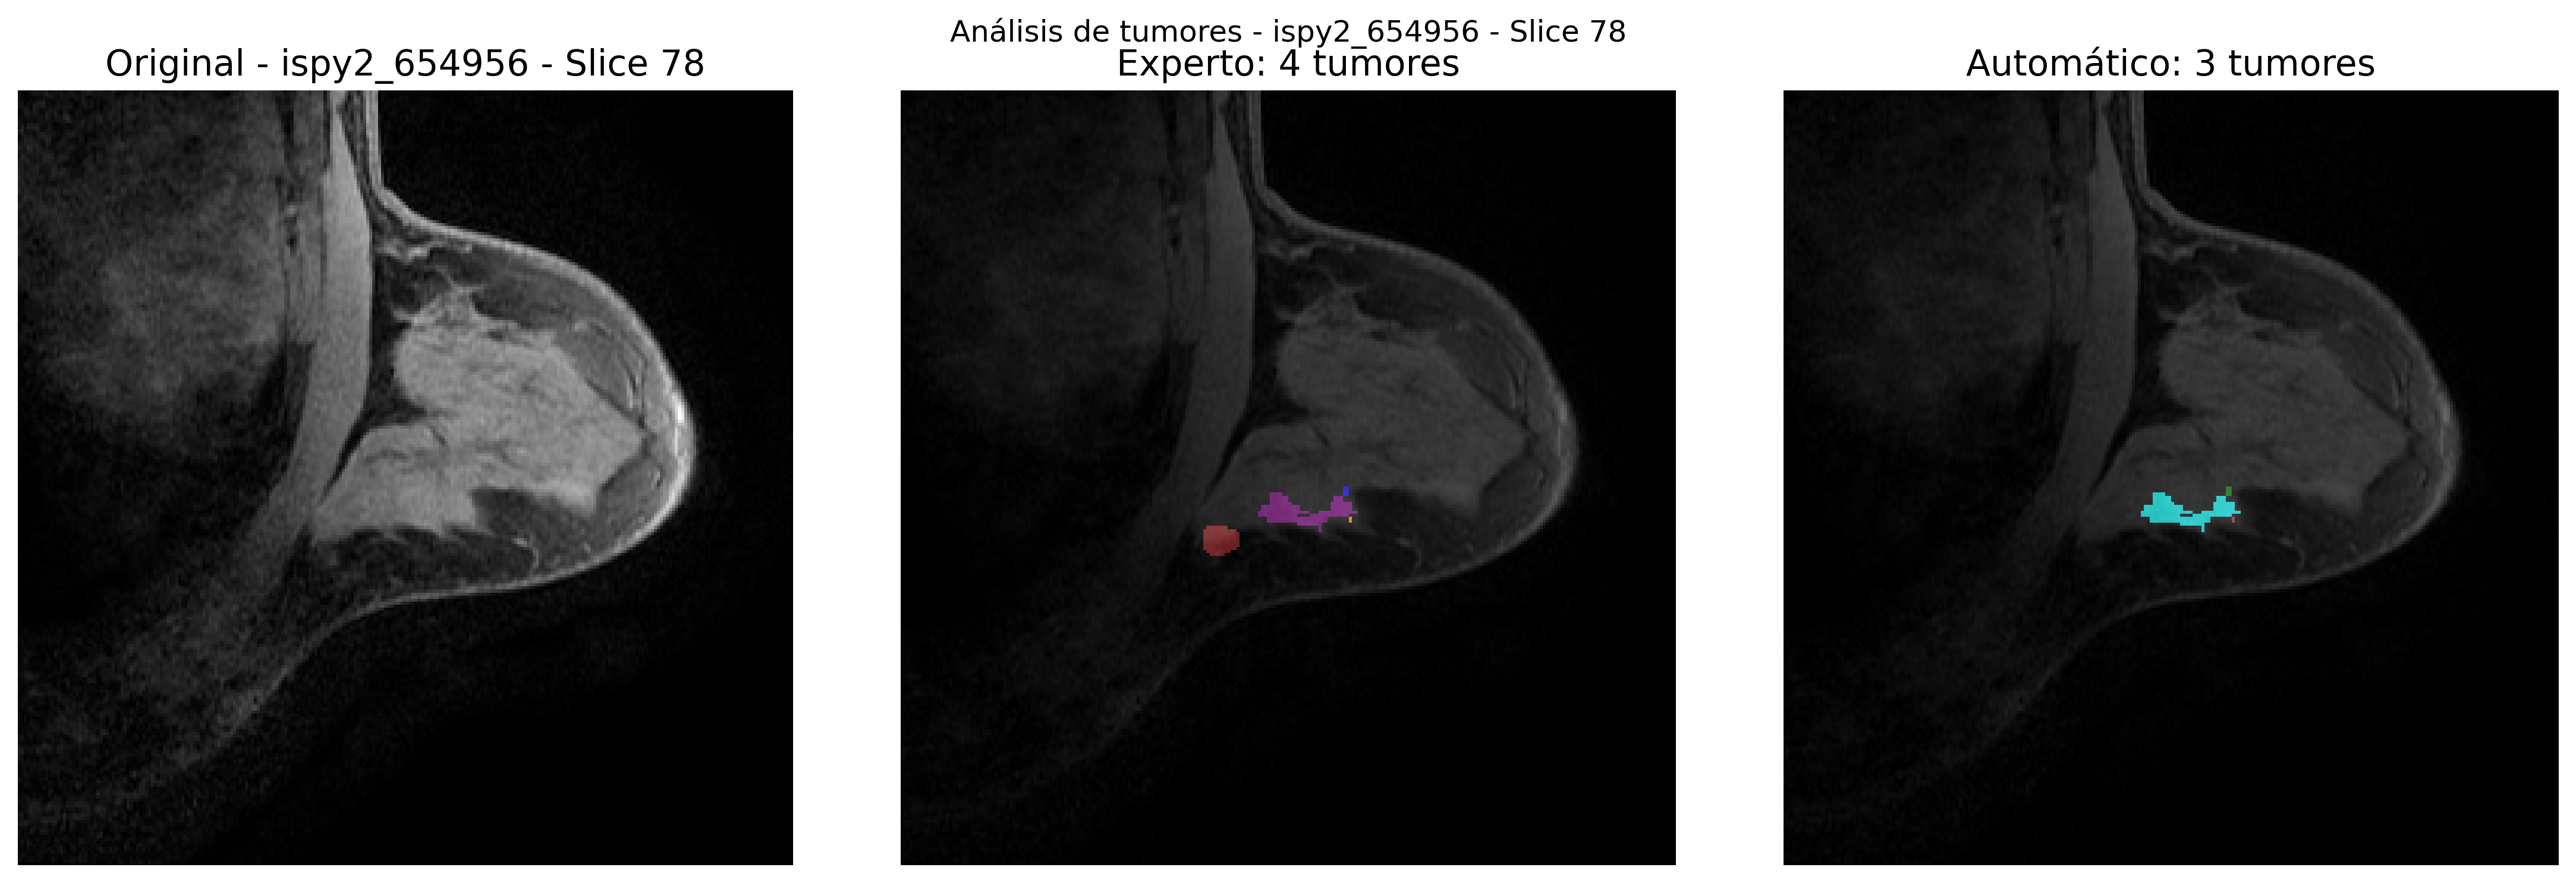 Análisis de tumores - ispy2_654956 - Slice 78
Original - ispy2_654956 - Slice 78
Experto: 4 tumores
Automático: 3 tumores